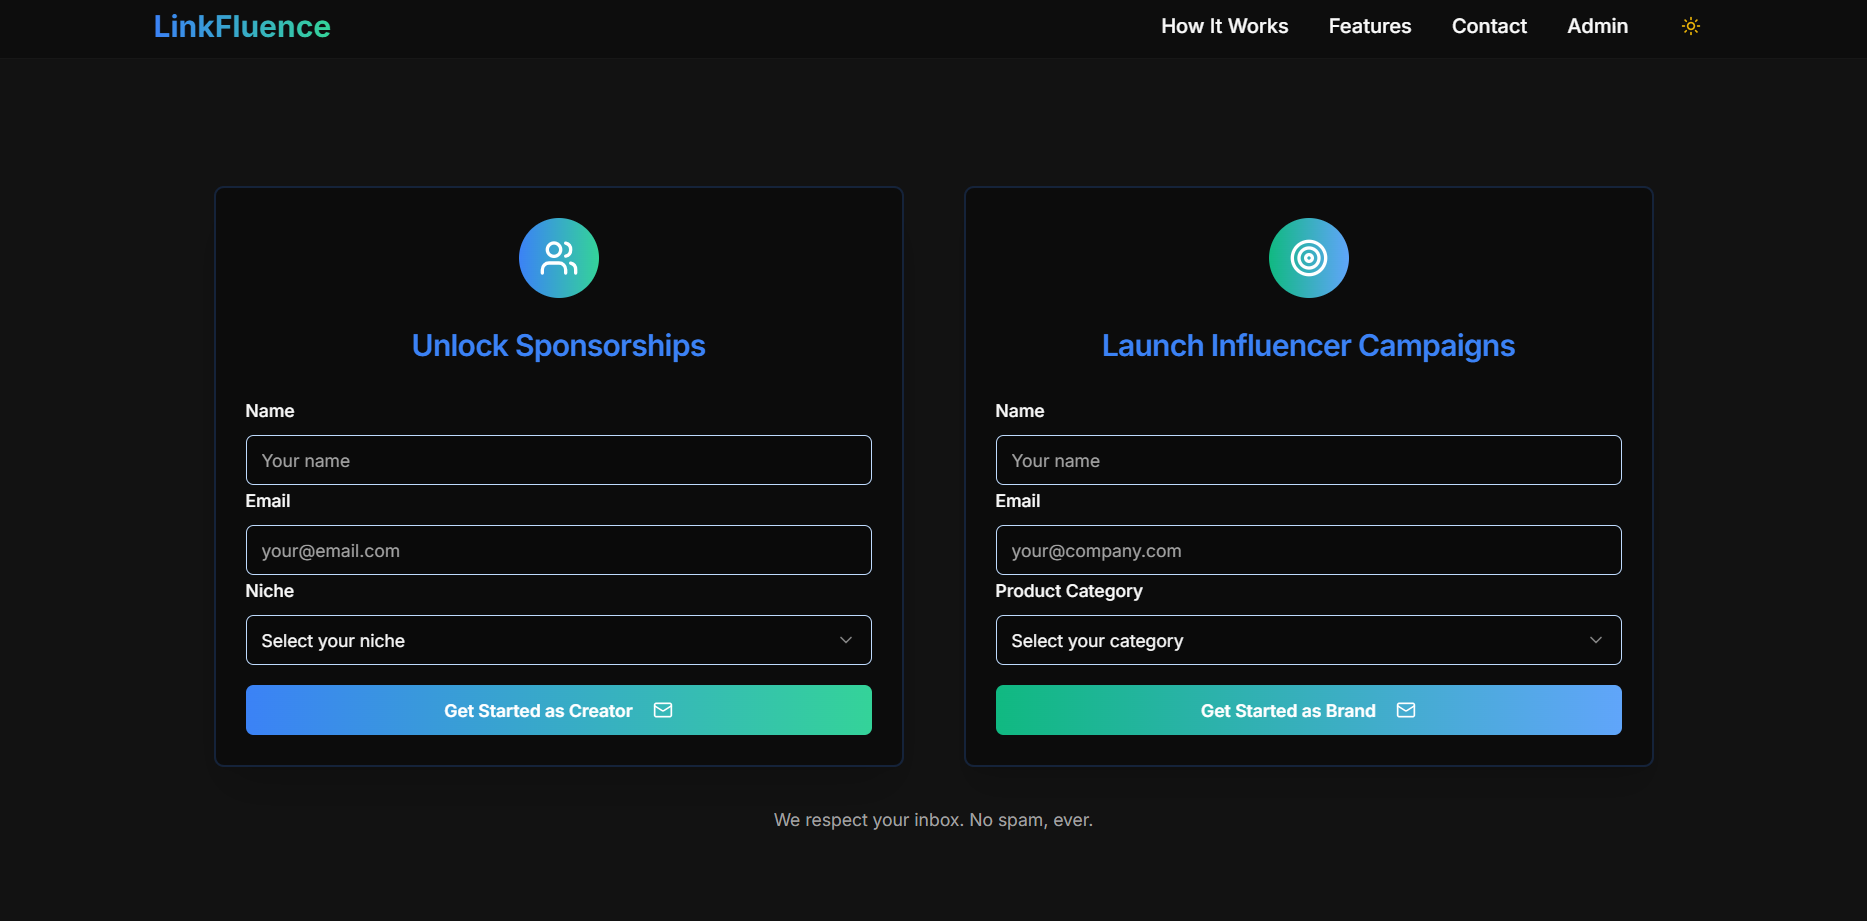 LinkFluence
How It Works
Features
Contact
Admin
Unlock Sponsorships
Name
Your name
Email
your@email.com
Niche
Select your niche
Get Started as Creator
Launch Influencer Campaigns
Name
Your name
Email
your@company.com
Product Category
Select your category
Get Started as Brand
We respect your inbox. No spam, ever.